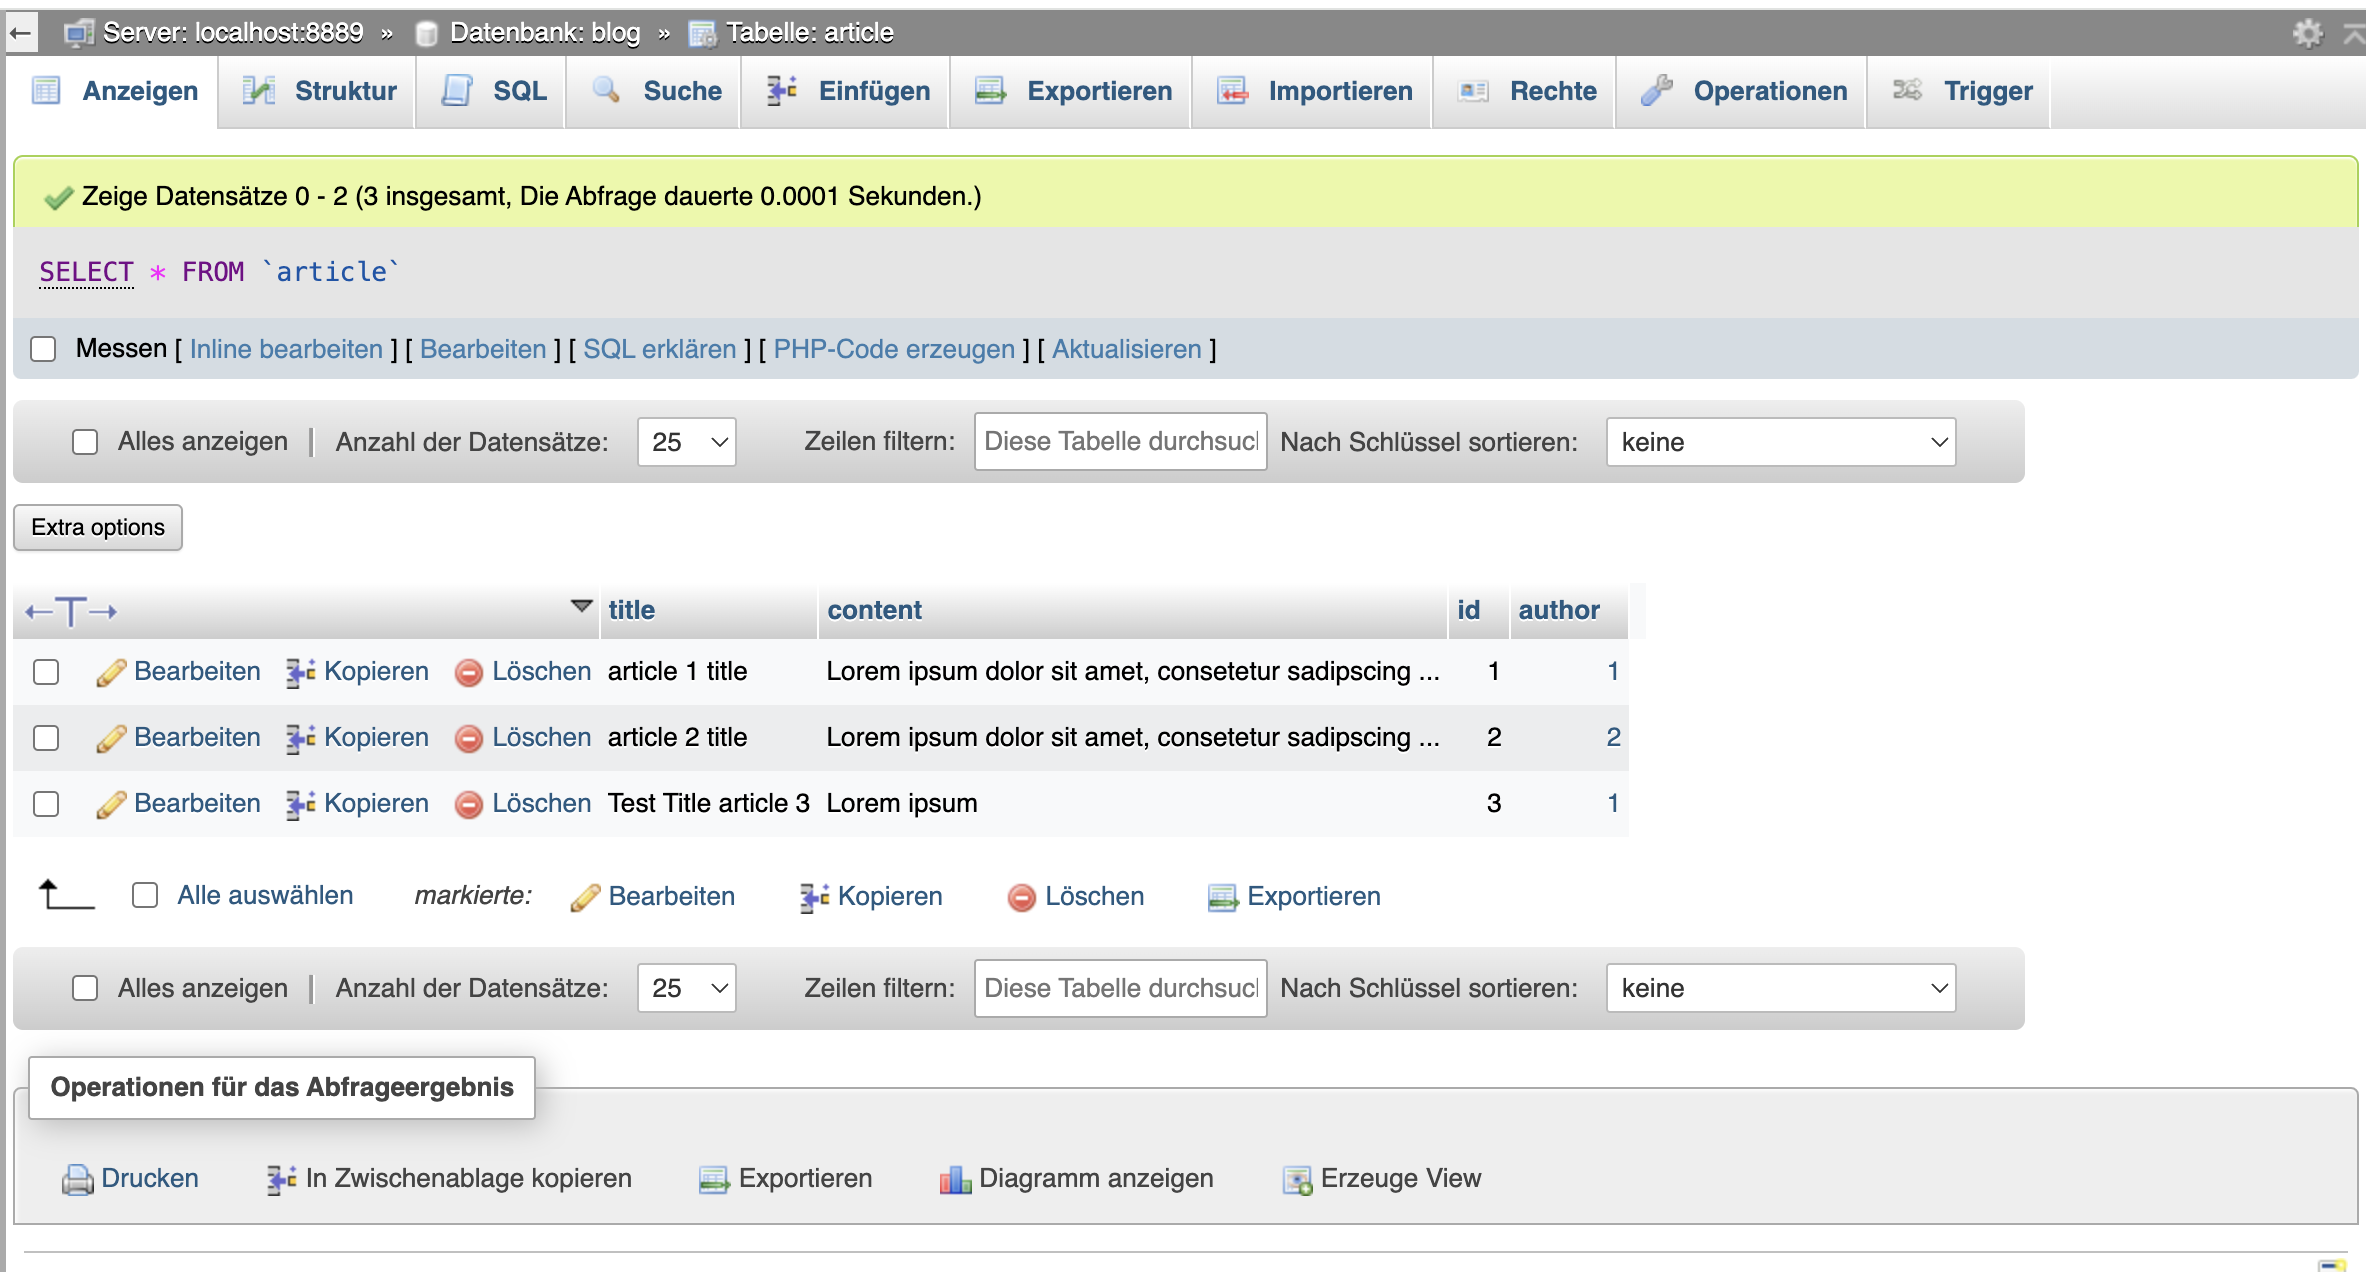 Server: localhost:8889 » Datenbank: blog » Tabelle: article
Anzeigen Struktur SQL Suche Einfügen Exportieren Importieren Rechte Operationen Trigger
Zeige Datensätze 0 - 2 (3 insgesamt, Die Abfrage dauerte 0.0001 Sekunden.)
SELECT * FROM `article`
Messen [ Inline bearbeiten ] [ Bearbeiten ] [ SQL erklären ] [ PHP-Code erzeugen ] [ Aktualisieren ]
Alles anzeigen | Anzahl der Datensätze: 25 Zeilen filtern: Diese Tabelle durchsuc Nach Schlüssel sortieren: keine
Extra options
←T→ title content id author
Bearbeiten Kopieren Löschen article 1 title Lorem ipsum dolor sit amet, consetetur sadipscing ... 1 1
Bearbeiten Kopieren Löschen article 2 title Lorem ipsum dolor sit amet, consetetur sadipscing ... 2 2
Bearbeiten Kopieren Löschen Test Title article 3 Lorem ipsum 3 1
Alle auswählen markierte: Bearbeiten Kopieren Löschen Exportieren
Alles anzeigen | Anzahl der Datensätze: 25 Zeilen filtern: Diese Tabelle durchsuc Nach Schlüssel sortieren: keine
Operationen für das Abfrageergebnis
Drucken In Zwischenablage kopieren Exportieren Diagramm anzeigen Erzeuge View